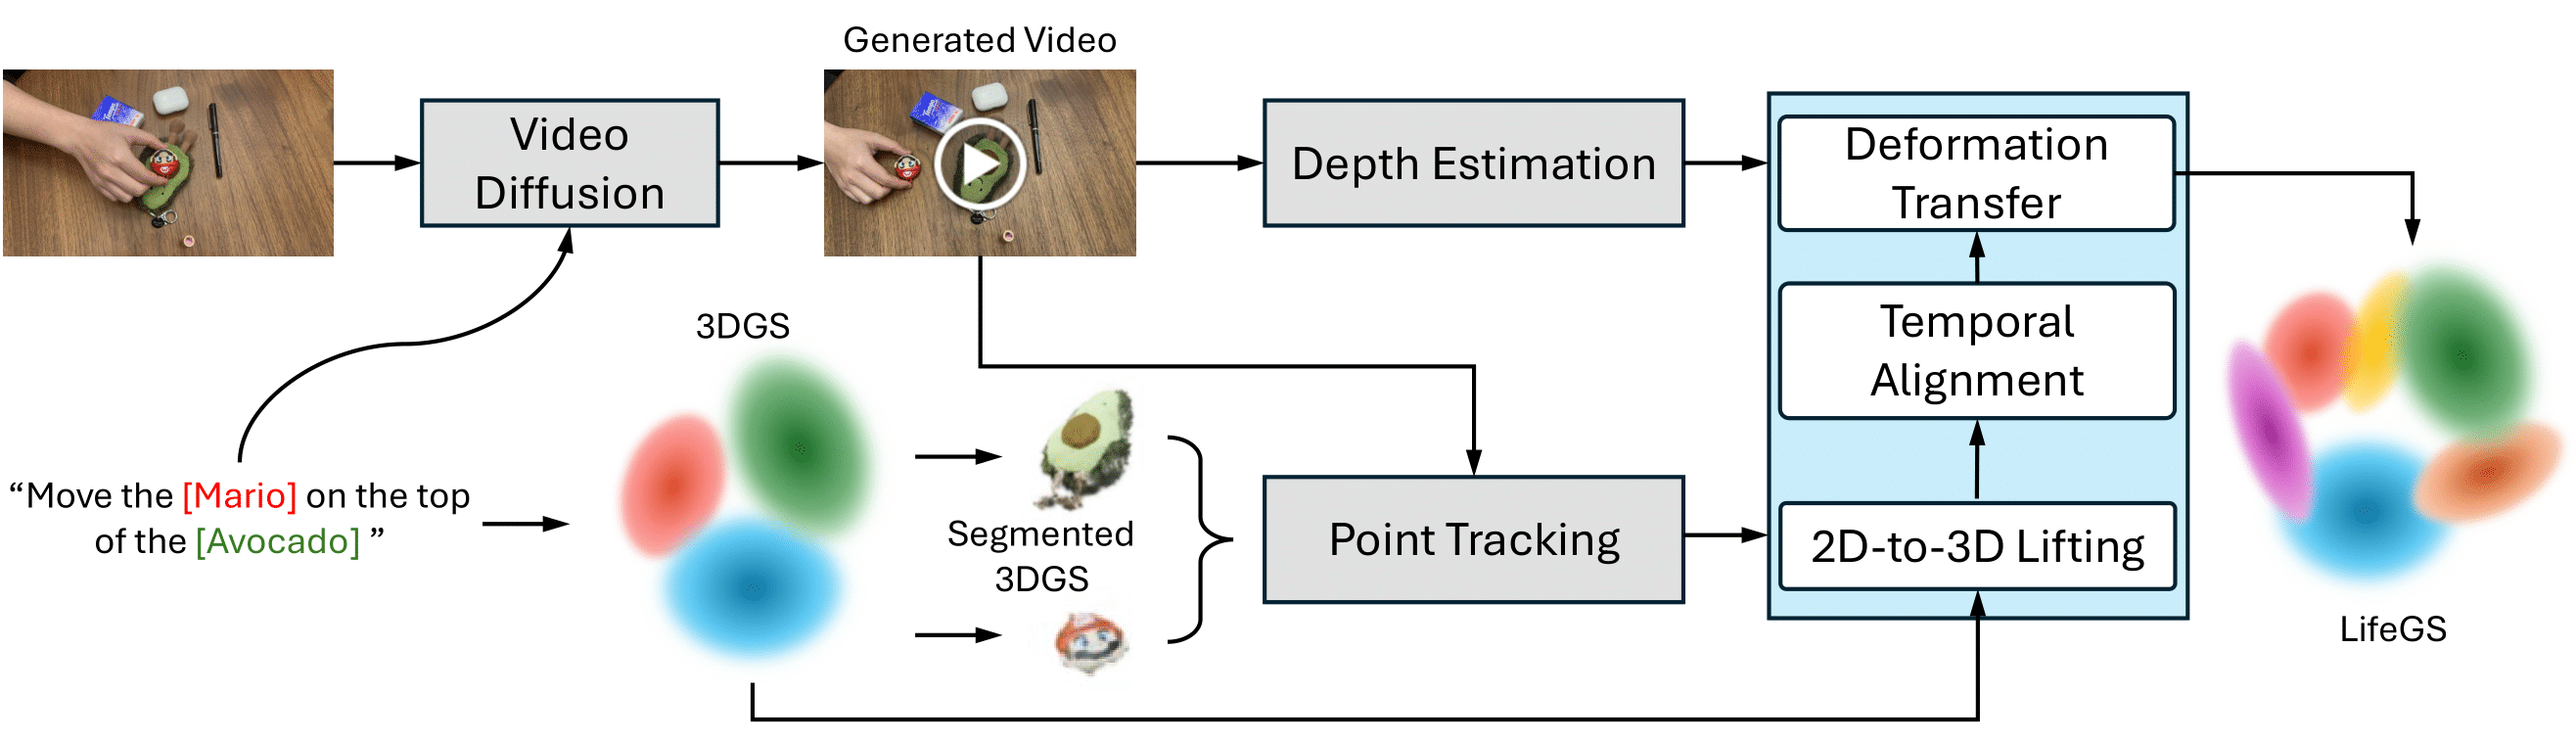 Generated Video
Video
Diffusion
Depth Estimation
Deformation
Transfer
Temporal
Alignment
2D-to-3D Lifting
3DGS
“Move the [Mario] on the top
of the [Avocado] ”
Segmented
3DGS
Point Tracking
LifeGS